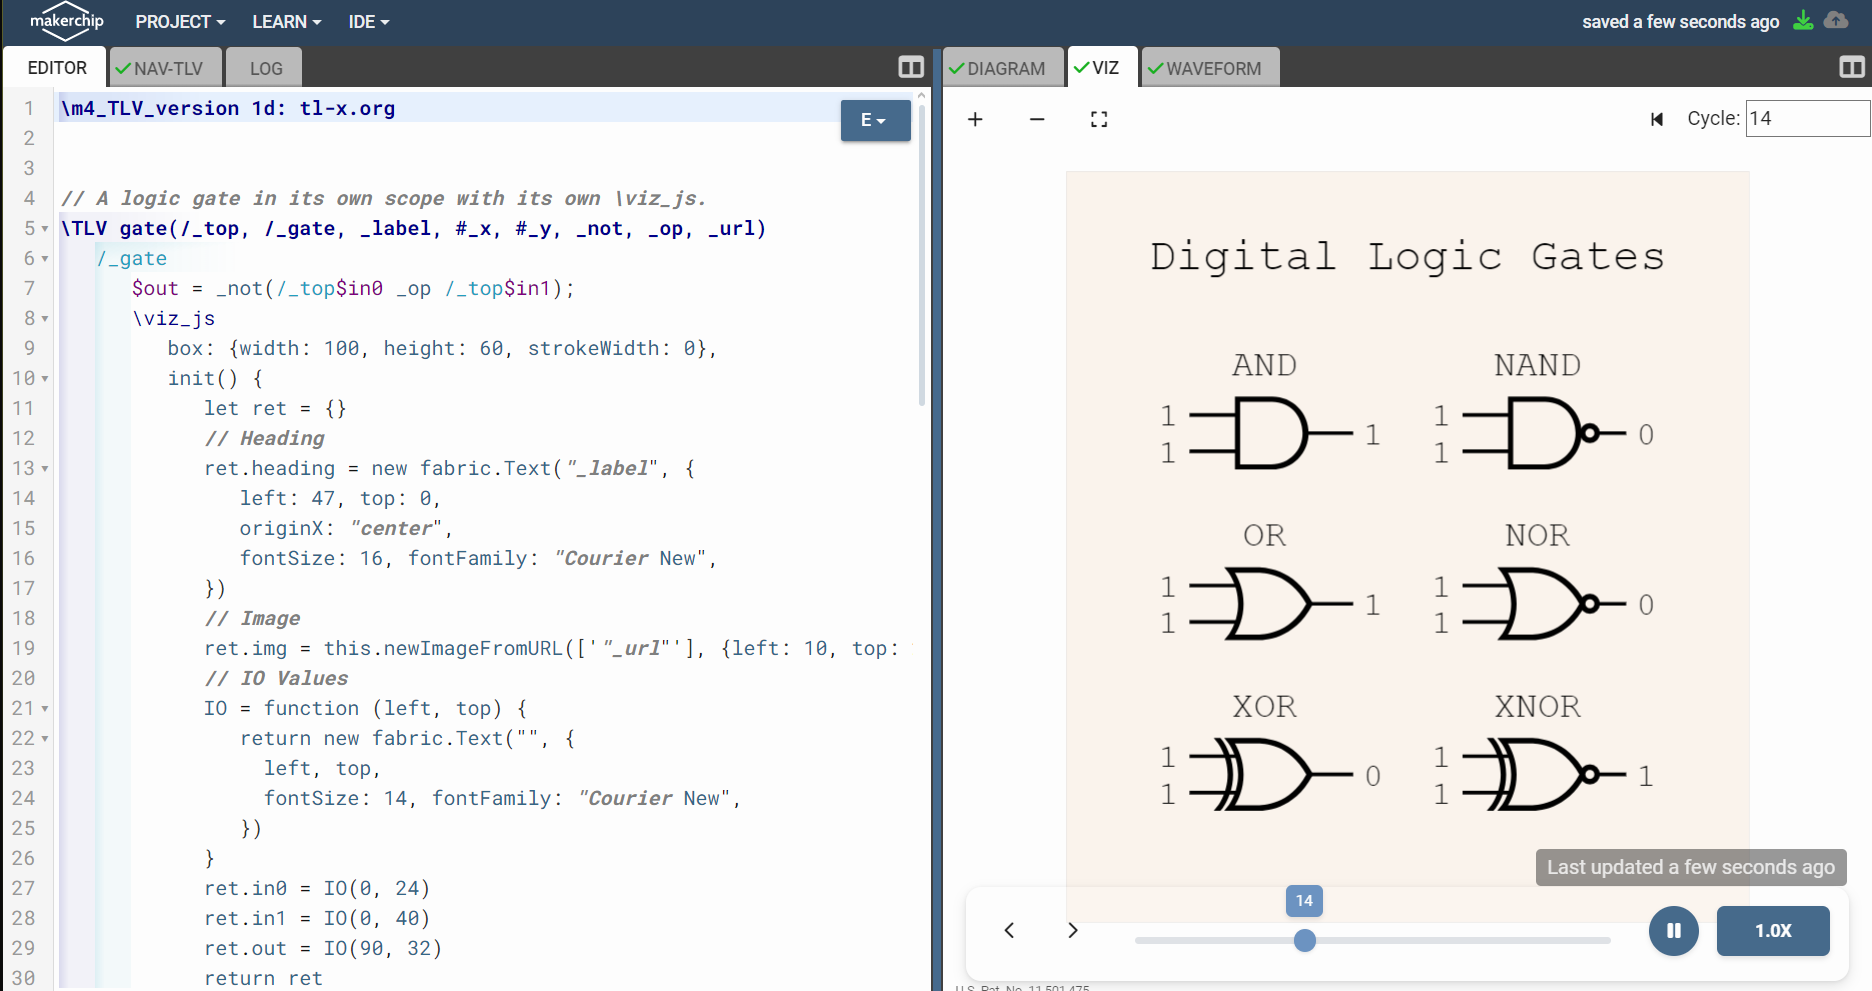 makerchip PROJECT LEARN IDE saved a few seconds ago
EDITOR NAV-TLV LOG DIAGRAM VIZ WAVEFORM
1 \m4_TLV_version 1d: tl-x.org
E
2
3
4 // A logic gate in its own scope with its own \viz_js.
5 \TLV gate(/_top, /_gate, _label, #_x, #_y, _not, _op, _url)
6 /_gate
7 $out = _not(/_top$in0 _op /_top$in1);
8 \viz_js
9 box: {width: 100, height: 60, strokeWidth: 0},
10 init() {
11 let ret = {}
12 // Heading
13 ret.heading = new fabric.Text("_label", {
14 left: 47, top: 0,
15 originX: "center",
16 fontSize: 16, fontFamily: "Courier New",
17 })
18 // Image
19 ret.img = this.newImageFromURL(['"_url"'], {left: 10, top:
20 // IO Values
21 IO = function (left, top) {
22 return new fabric.Text("", {
23 left, top,
24 fontSize: 14, fontFamily: "Courier New",
25 })
26 }
27 ret.in0 = IO(0, 24)
28 ret.in1 = IO(0, 40)
29 ret.out = IO(90, 32)
30 return ret
Cycle: 14
Digital Logic Gates
AND NAND
1 1
1 0
1 1
OR NOR
1 1
1 0
1 1
XOR XNOR
1 1
0 1
1 1
Last updated a few seconds ago
14
1.0X
U.S. Pat. No. 11,501,475